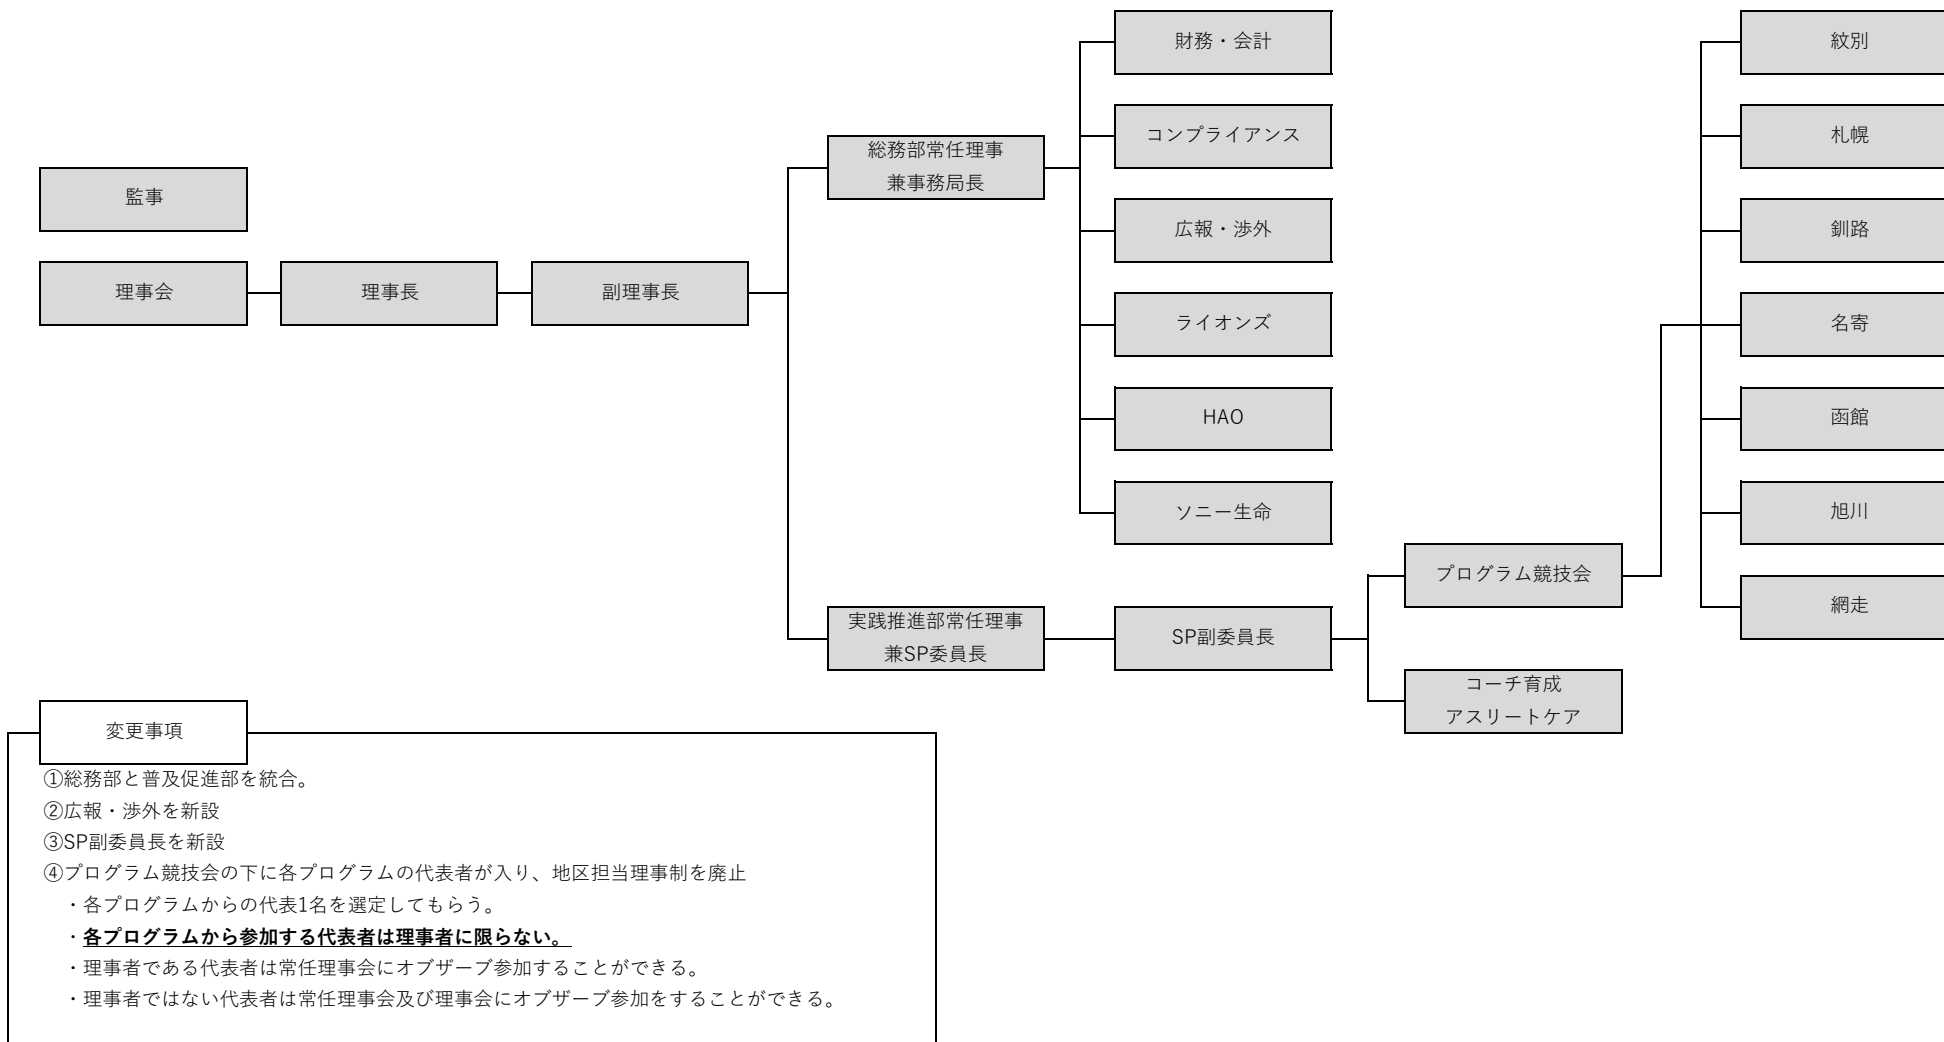 監事
理事会
理事長
副理事長
総務部常任理事
兼事務局長
財務・会計
コンプライアンス
広報・渉外
ライオンズ
HAO
ソニー生命
実践推進部常任理事
兼SP委員長
SP副委員長
プログラム競技会
コーチ育成
アスリートケア
紋別
札幌
釧路
名寄
函館
旭川
網走
変更事項
①総務部と普及促進部を統合。
②広報・渉外を新設
③SP副委員長を新設
④プログラム競技会の下に各プログラムの代表者が入り、地区担当理事制を廃止
・各プログラムからの代表1名を選定してもらう。
・各プログラムから参加する代表者は理事者に限らない。
・理事者である代表者は常任理事会にオブザーブ参加することができる。
・理事者ではない代表者は常任理事会及び理事会にオブザーブ参加をすることができる。